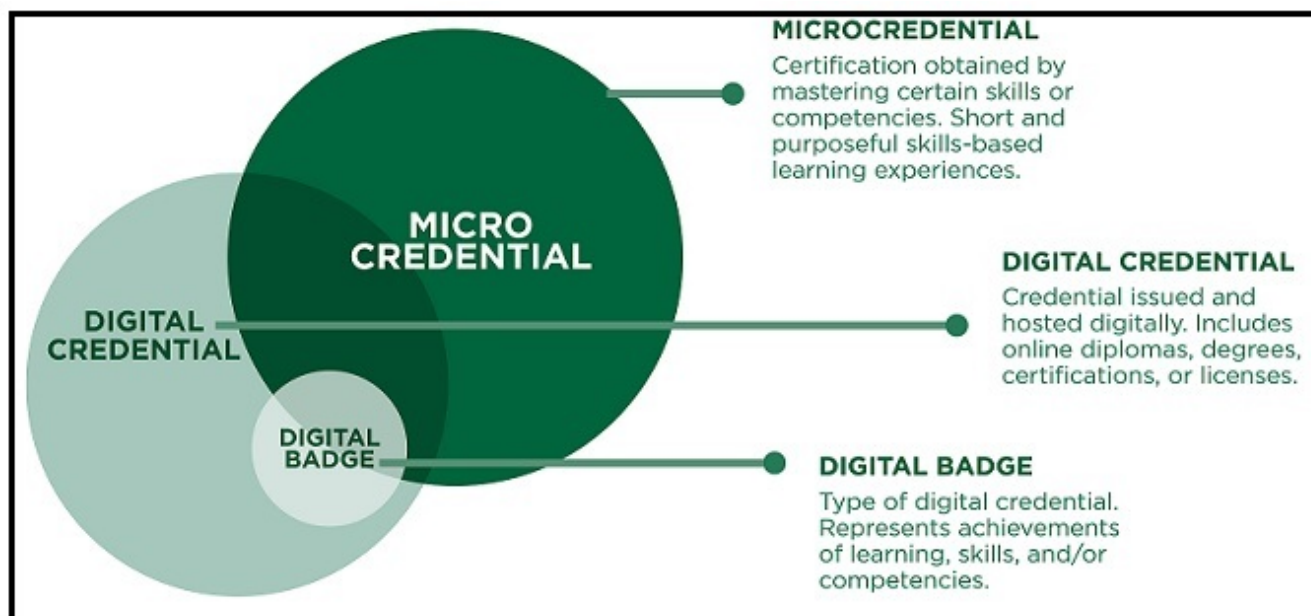 MICROCREDENTIAL
Certification obtained by
mastering certain skills or
competencies. Short and
purposeful skills-based
learning experiences.
MICRO
CREDENTIAL
DIGITAL CREDENTIAL
Credential issued and
hosted digitally. Includes
online diplomas, degrees,
certifications, or licenses.
DIGITAL
CREDENTIAL
DIGITAL
BADGE
DIGITAL BADGE
Type of digital credential.
Represents achievements
of learning, skills, and/or
competencies.